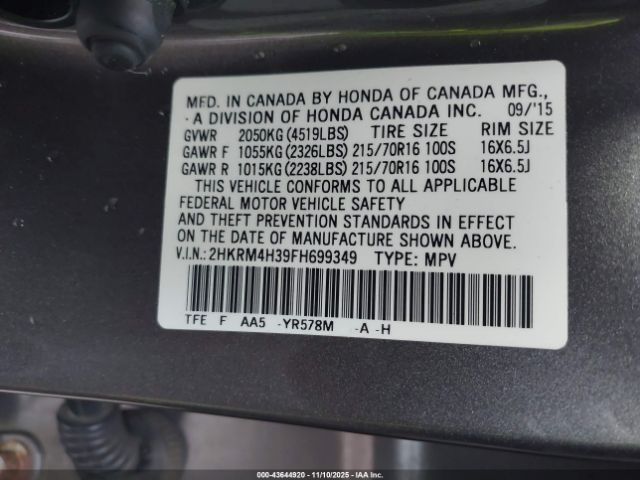 MFD. IN CANADA BY HONDA OF CANADA MFG.,
-A DIVISION OF HONDA CANADA INC. 09/'15
GVWR 2050KG (4519LBS) TIRE SIZE RIM SIZE
GAWR F 1055KG (2326LBS) 215/70R16 100S 16X6.5J
GAWR R 1015KG (2238LBS) 215/70R16 100S 16X6.5J
THIS VEHICLE CONFORMS TO ALL APPLICABLE
FEDERAL MOTOR VEHICLE SAFETY
AND THEFT PREVENTION STANDARDS IN EFFECT
ON THE DATE OF MANUFACTURE SHOWN ABOVE.
V.I.N.: 2HKRM4H39FH699349 TYPE: MPV
TFE F AA5 -YR578M -A -H
000-43644920 - 11/10/2025 - IAAI.COM